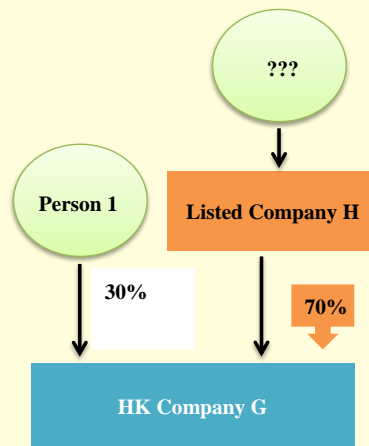 ???
Person 1
Listed Company H
30%
70%
HK Company G